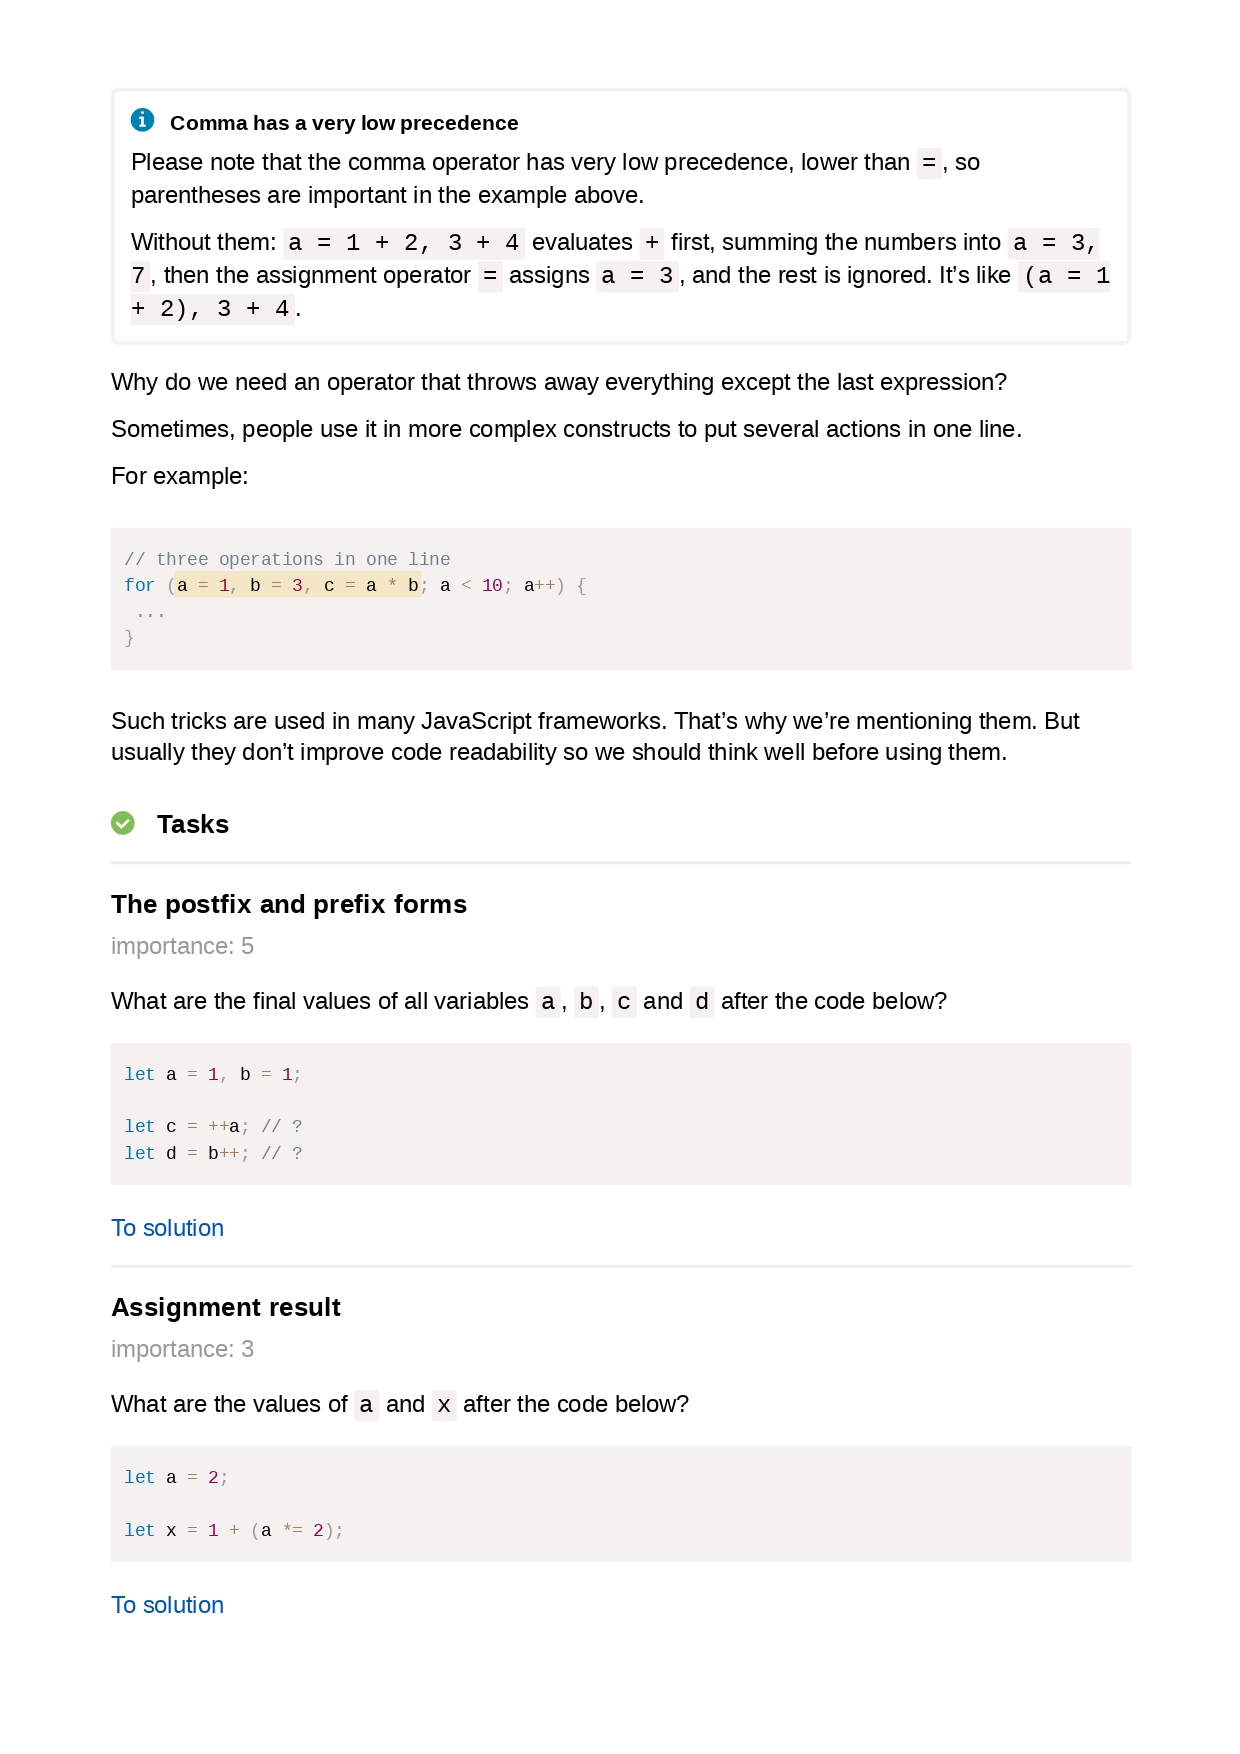 Comma has a very low precedence
Please note that the comma operator has very low precedence, lower than =, so
parentheses are important in the example above.
Without them: a = 1 + 2, 3 + 4 evaluates + first, summing the numbers into a = 3,
7, then the assignment operator = assigns a = 3, and the rest is ignored. It’s like (a = 1
+ 2), 3 + 4.
Why do we need an operator that throws away everything except the last expression?
Sometimes, people use it in more complex constructs to put several actions in one line.
For example:
// three operations in one line
for (a = 1, b = 3, c = a * b; a < 10; a++) {
 ...
}
Such tricks are used in many JavaScript frameworks. That’s why we’re mentioning them. But
usually they don’t improve code readability so we should think well before using them.
Tasks
The postfix and prefix forms
importance: 5
What are the final values of all variables a, b, c and d after the code below?
let a = 1, b = 1;
let c = ++a; // ?
let d = b++; // ?
To solution
Assignment result
importance: 3
What are the values of a and x after the code below?
let a = 2;
let x = 1 + (a *= 2);
To solution